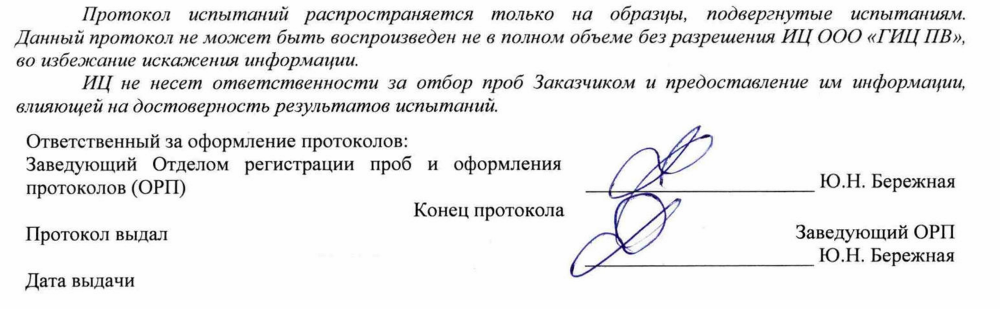 Протокол испытаний распространяется только на образцы, подвергнутые испытаниям.
Данный протокол не может быть воспроизведен не в полном объеме без разрешения ИЦ ООО «ГИЦ ПВ»,
во избежание искажения информации.
ИЦ не несет ответственности за отбор проб Заказчиком и предоставление им информации,
влияющей на достоверность результатов испытаний.
Ответственный за оформление протоколов:
Заведующий Отделом регистрации проб и оформления
протоколов (ОРП)
Ю.Н. Бережная
Конец протокола
Протокол выдал
Заведующий ОРП
Ю.Н. Бережная
Дата выдачи